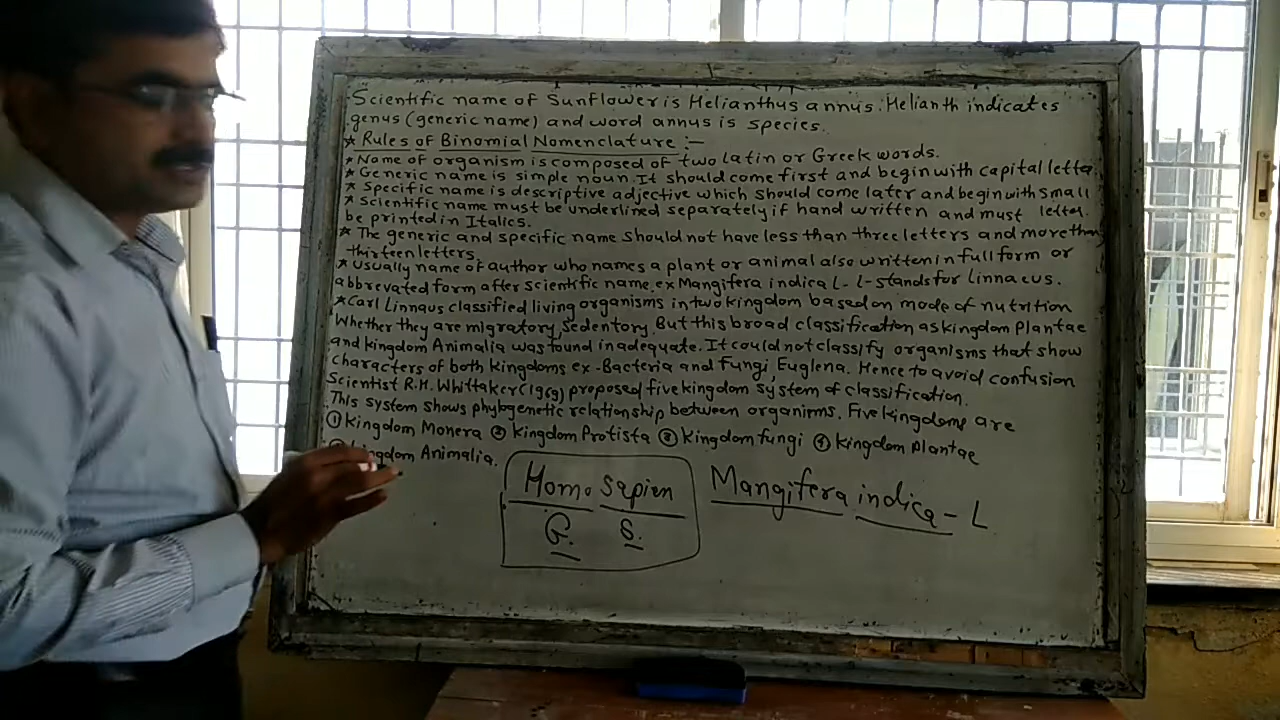 Scientific name of Sunflower is Helianthus annus. Helianth indicates
genus (generic name) and word annus is species.
* Rules of Binomial Nomenclature :-
* Name of organism is composed of two latin or Greek words.
* Generic name is simple noun. It should come first and begin with capital letter.
* Specific name is descriptive adjective which should come later and begin with small letter.
* Scientific name must be underlined separately if hand written and must
be printed in Italics.
* The generic and specific name should not have less than three letters and more than
thirteen letters.
* Usually name of author who names a plant or animal also written in full form or
abbrevated form after scientific name. ex Mangifera indica L - L-stands for Linnacus.
* Carl Linnaus classified living organisms in two kingdom based on mode of nutrition
Whether they are migratory, Sedentory. But this broad classification as kingdom Plantae
and kingdom Animalia was found inadequate. It could not classify organisms that show
characters of both kingdoms ex - Bacteria and Fungi, Euglena. Hence to avoid confusion
Scientist R.H. Whittaker (1969) proposed five kingdom system of classification.
This system shows phylogenetic relationship between organims. Five kingdoms are
① Kingdom Monera ② Kingdom Protista ③ Kingdom fungi ④ kingdom Plantae
kingdom Animalia.
Homo sapien Mangifera indica - L
G. S.